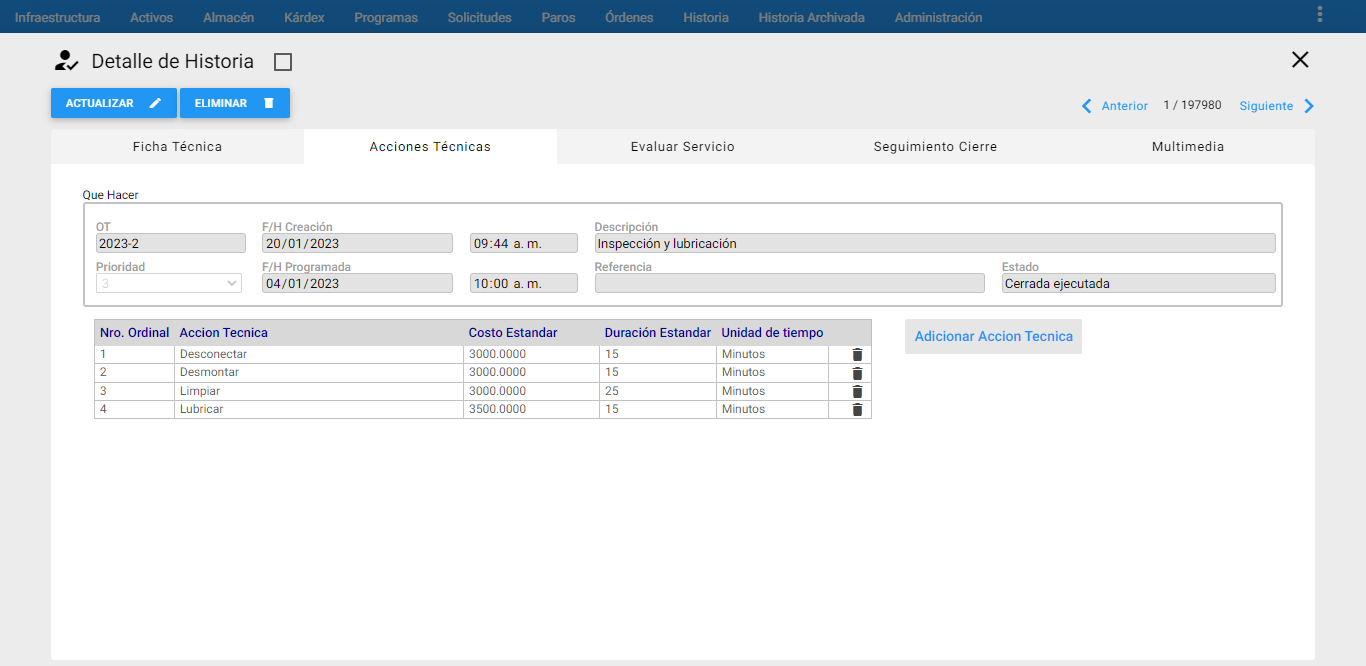 Infraestructura Activos Almacén Kárdex Programas Solicitudes Paros Órdenes Historia Historia Archivada Administración
Detalle de Historia
ACTUALIZAR ELIMINAR
Anterior 1 / 197980 Siguiente
Ficha Técnica Acciones Técnicas Evaluar Servicio Seguimiento Cierre Multimedia
Que Hacer
OT F/H Creación Descripción
2023-2 20/01/2023 09:44 a. m. Inspección y lubricación
Prioridad F/H Programada Referencia Estado
3 04/01/2023 10:00 a. m. Cerrada ejecutada
Nro. Ordinal Accion Tecnica Costo Estandar Duración Estandar Unidad de tiempo Adicionar Accion Tecnica
1 Desconectar 3000.0000 15 Minutos
2 Desmontar 3000.0000 15 Minutos
3 Limpiar 3000.0000 25 Minutos
4 Lubricar 3500.0000 15 Minutos